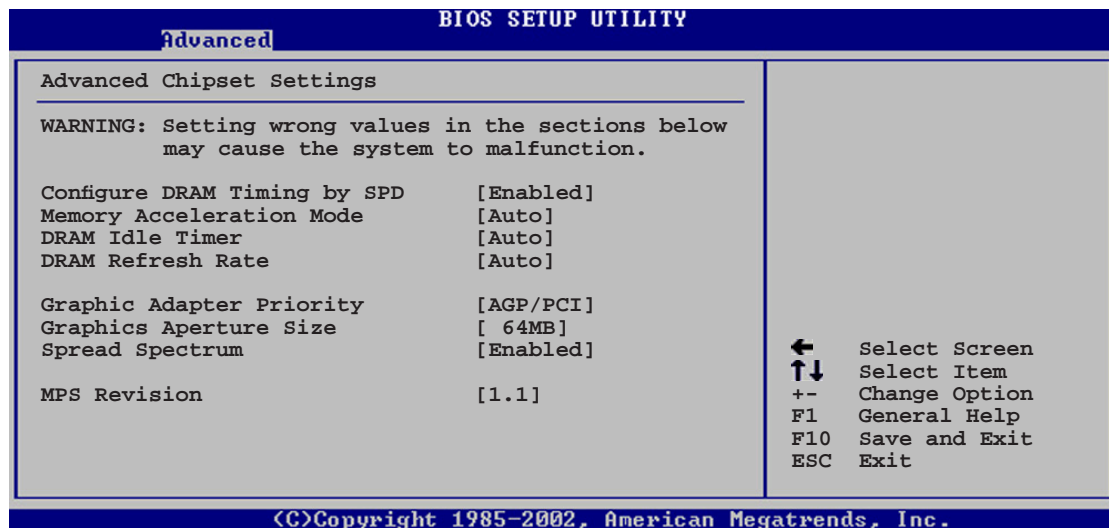 BIOS SETUP UTILITY
Advanced
Advanced Chipset Settings
WARNING: Setting wrong values in the sections below
may cause the system to malfunction.
Configure DRAM Timing by SPD [Enabled]
Memory Acceleration Mode [Auto]
DRAM Idle Timer [Auto]
DRAM Refresh Rate [Auto]
Graphic Adapter Priority [AGP/PCI]
Graphics Aperture Size [ 64MB]
Spread Spectrum [Enabled]
MPS Revision [1.1]
← Select Screen
↑↓ Select Item
+- Change Option
F1 General Help
F10 Save and Exit
ESC Exit
(C)Copyright 1985-2002, American Megatrends, Inc.